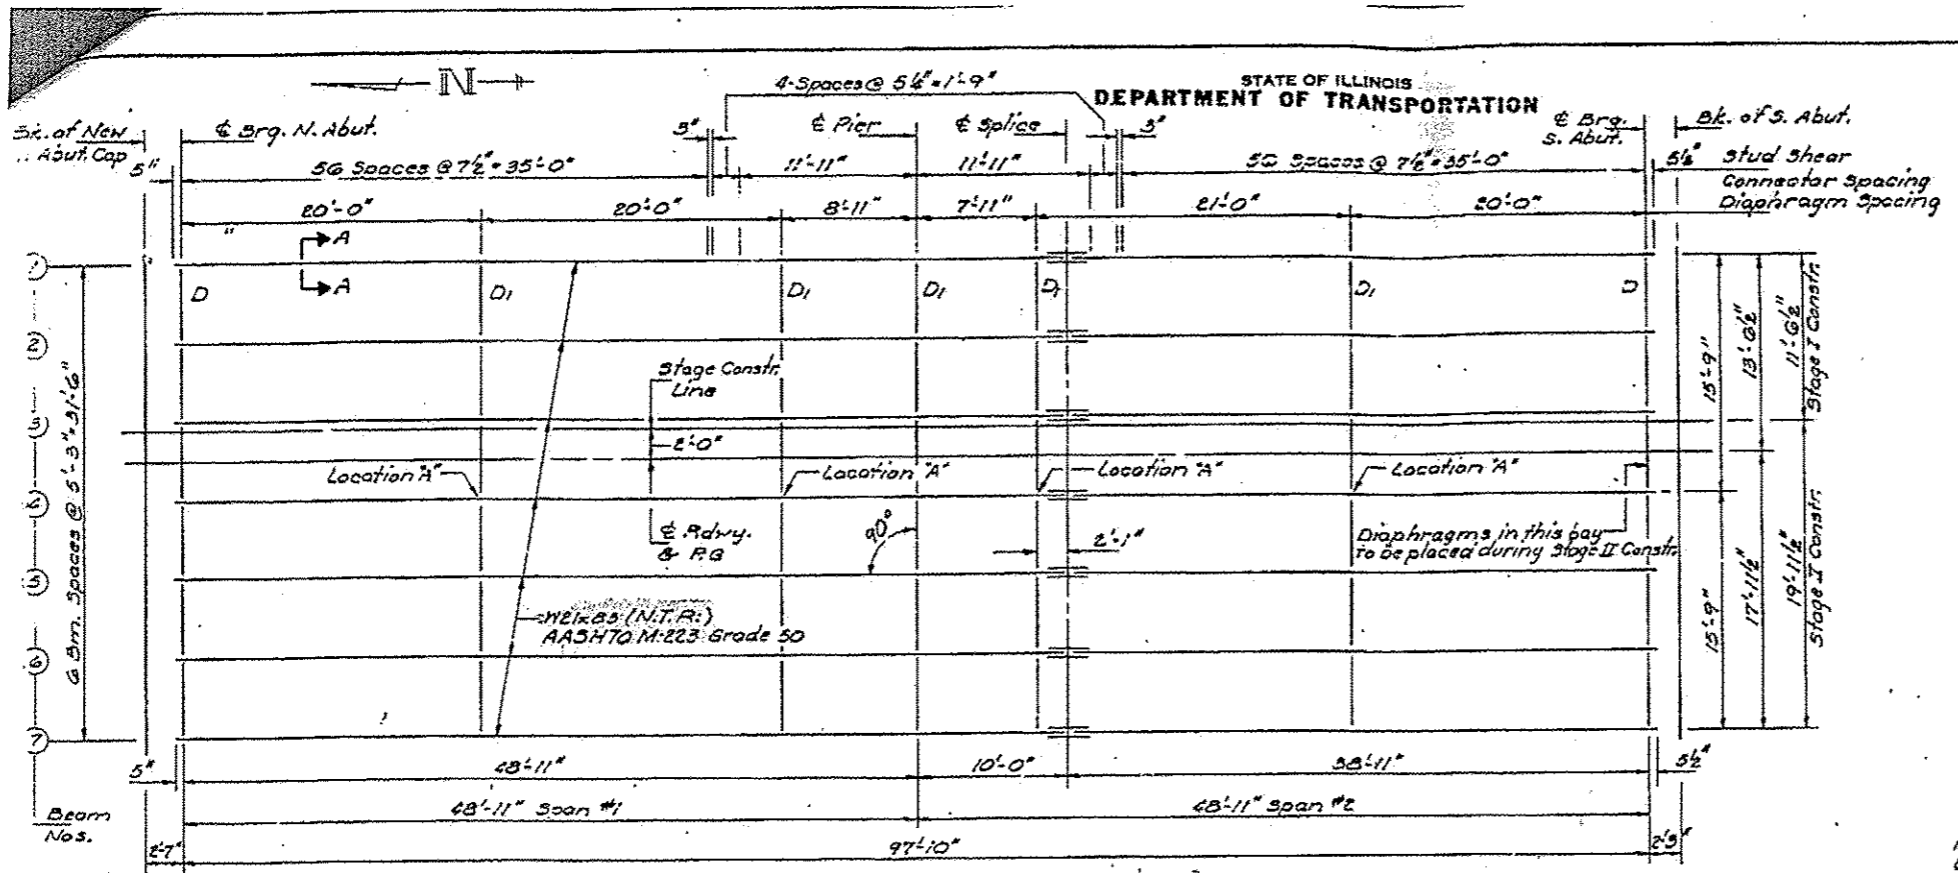 N
4-Spaces @ 5¼"=1'-9"
STATE OF ILLINOIS
DEPARTMENT OF TRANSPORTATION
Bk. of New
Abut. Cap
℄ Brg. N. Abut.
3"
℄ Pier
℄ Splice
3"
℄ Brg.
S. Abut.
Bk. of S. Abut.
5"
56 Spaces @ 7½"=35'-0"
11'-11"
11'-11"
56 Spaces @ 7½"=35'-0"
5½"
Stud Shear
Connector Spacing
Diaphragm Spacing
20'-0"
20'-0"
8'-11"
7'-11"
21'-0"
20'-0"
A
A
1
D
D1
D1
D1
D1
D1
D
2
Stage Constr.
Line
3
2'-0"
Location "A"
Location "A"
Location "A"
Location "A"
6 Bm. Spaces @ 5'-3"=31'-6"
℄ Rdwy.
& P.G
90°
2'-1"
Diaphragms in this bay
to be placed during Stage II Constr.
5
W21x83 (N.T.R.)
AASHTO M-223 Grade 50
6
7
15'-9"
13'-6½"
11'-6½"
Stage I Constr.
15'-9"
17'-11½"
19'-11½"
Stage II Constr.
5"
48'-11"
10'-0"
38'-11"
5½"
Beam
Nos.
48'-11" Span #1
48'-11" Span #2
2'-7"
97'-10"